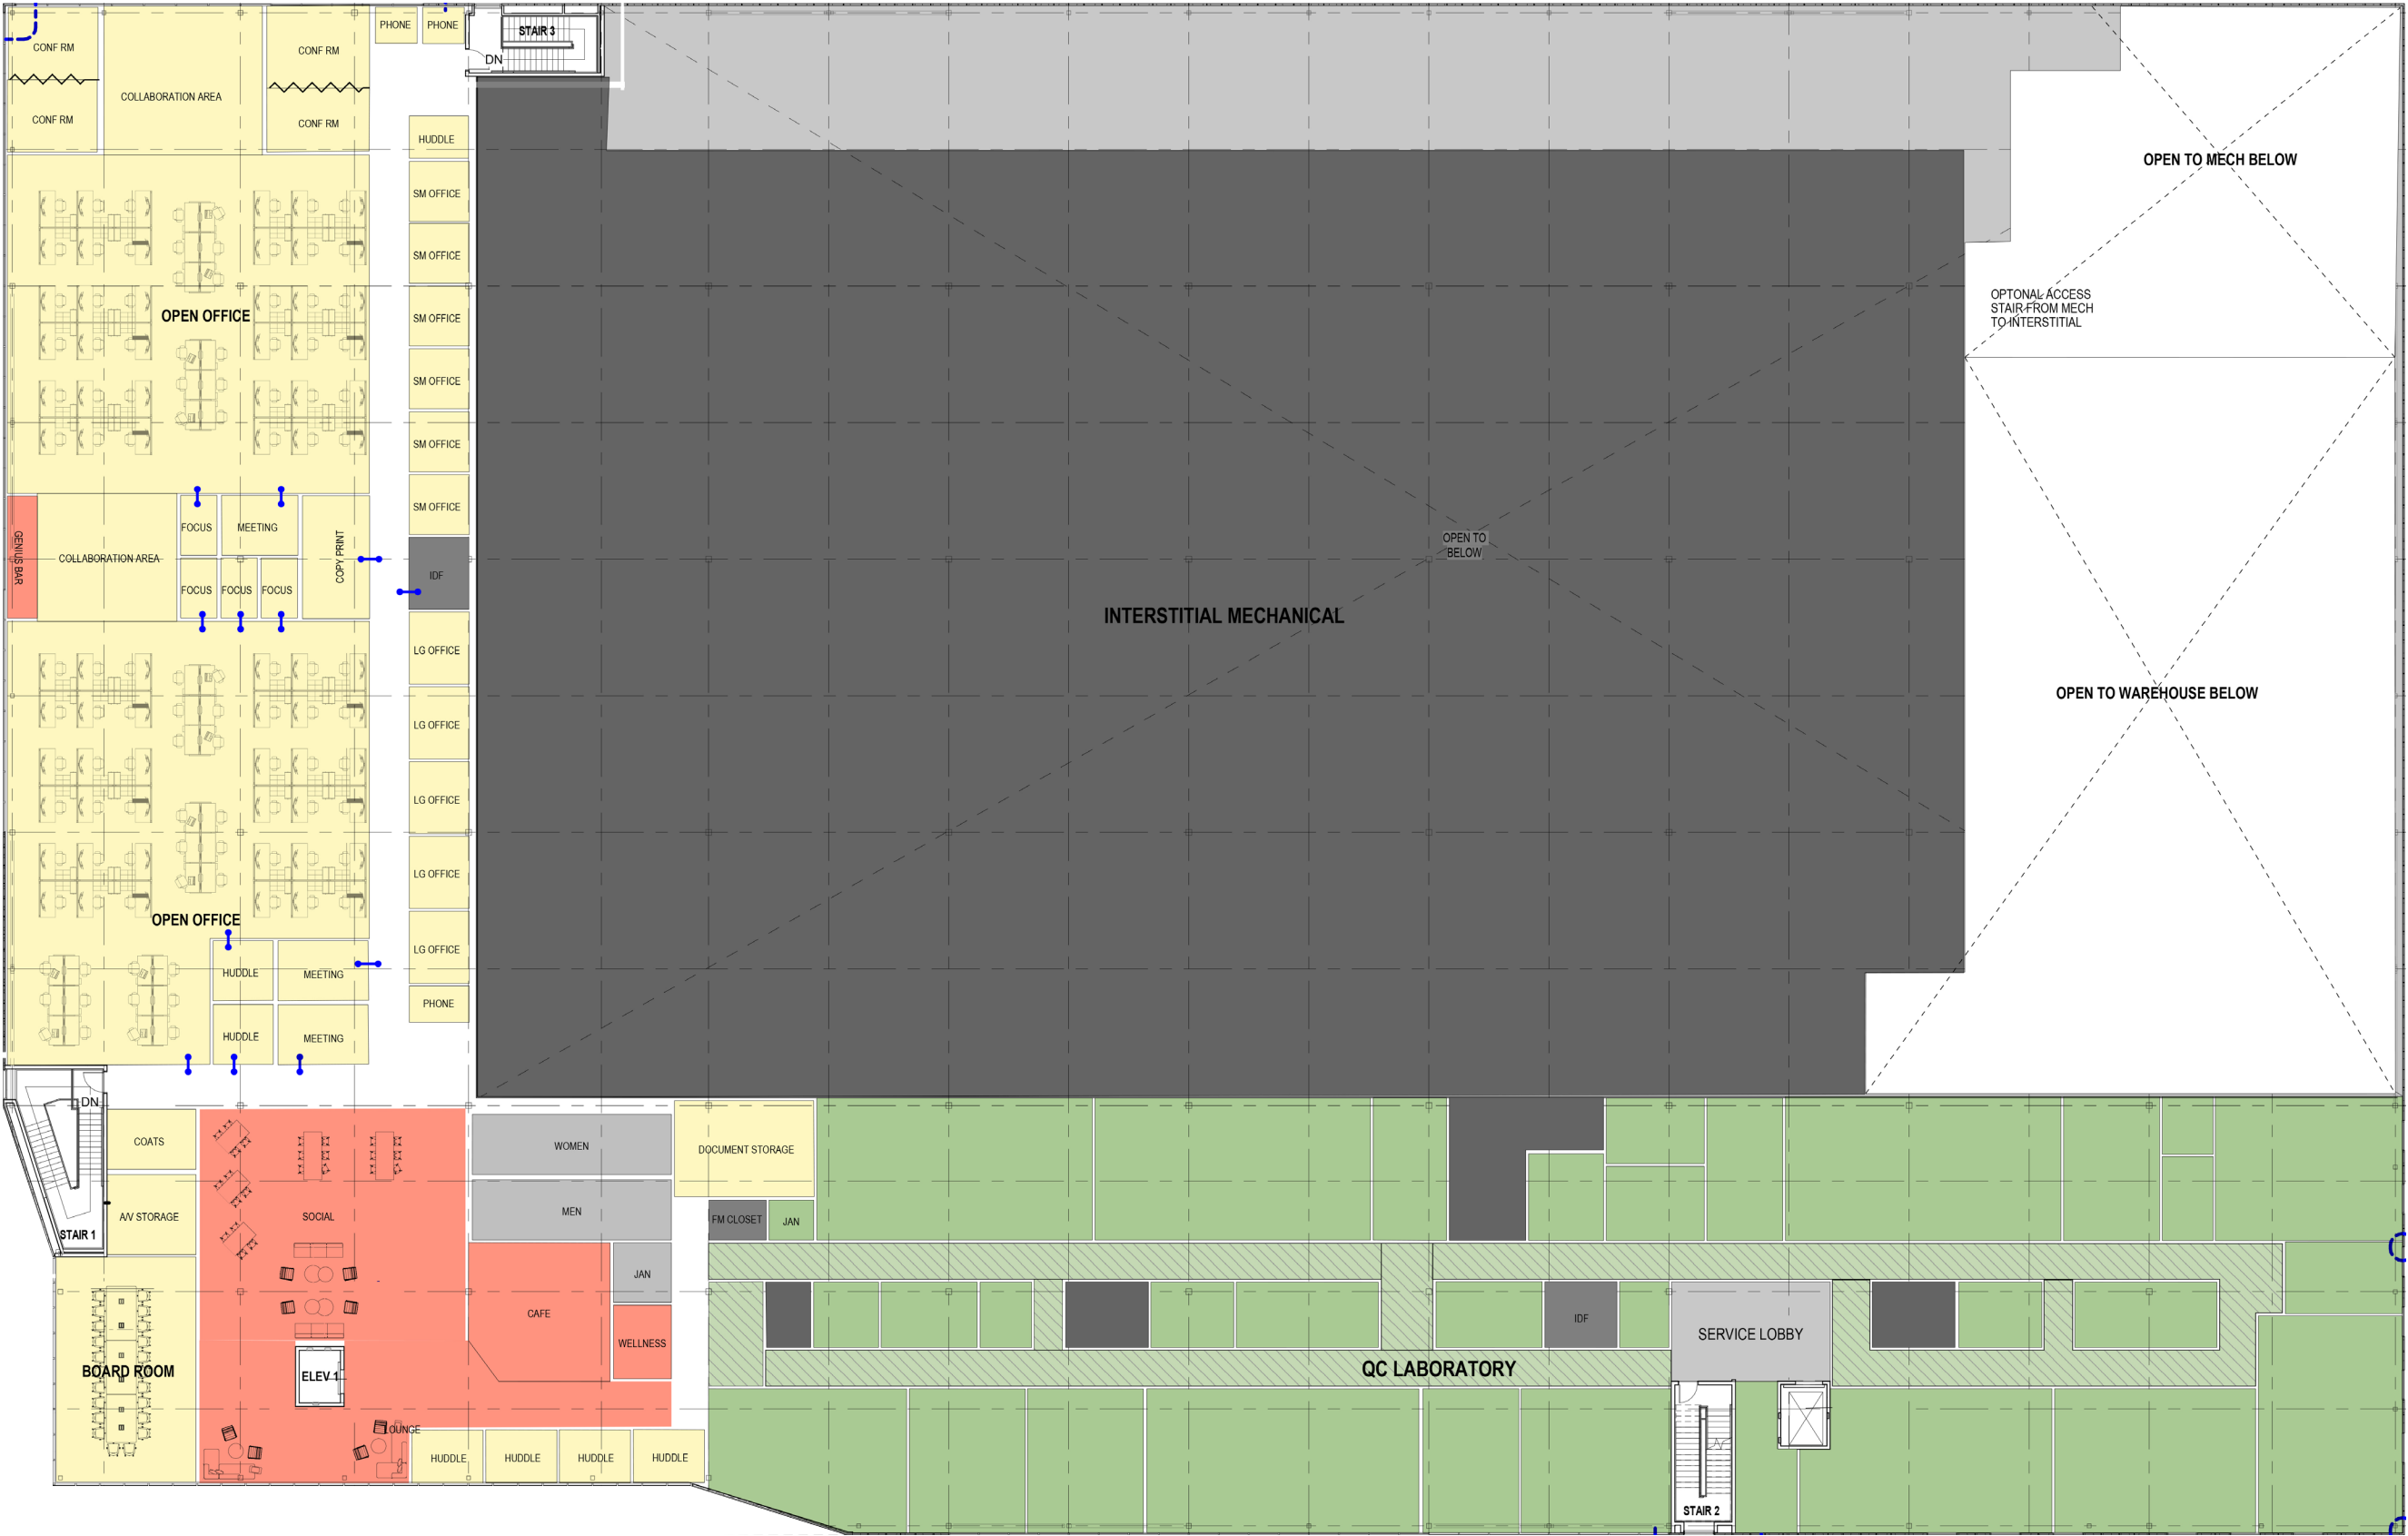 PHONE
PHONE
STAIR 3
DN
CONF RM
CONF RM
COLLABORATION AREA
CONF RM
CONF RM
HUDDLE
OPEN TO MECH BELOW
SM OFFICE
SM OFFICE
OPTONAL ACCESS
STAIR FROM MECH
TO INTERSTITIAL
OPEN OFFICE
SM OFFICE
SM OFFICE
SM OFFICE
SM OFFICE
GENIUS BAR
COLLABORATION AREA
FOCUS
MEETING
FOCUS
FOCUS
FOCUS
COPY PRINT
IDF
OPEN TO
BELOW
INTERSTITIAL MECHANICAL
LG OFFICE
OPEN TO WAREHOUSE BELOW
LG OFFICE
LG OFFICE
LG OFFICE
OPEN OFFICE
LG OFFICE
HUDDLE
MEETING
PHONE
HUDDLE
MEETING
DN
COATS
WOMEN
DOCUMENT STORAGE
A/V STORAGE
SOCIAL
MEN
FM CLOSET
JAN
STAIR 1
JAN
CAFE
IDF
SERVICE LOBBY
WELLNESS
BOARD ROOM
ELEV 1
QC LABORATORY
LOUNGE
HUDDLE
HUDDLE
HUDDLE
HUDDLE
STAIR 2